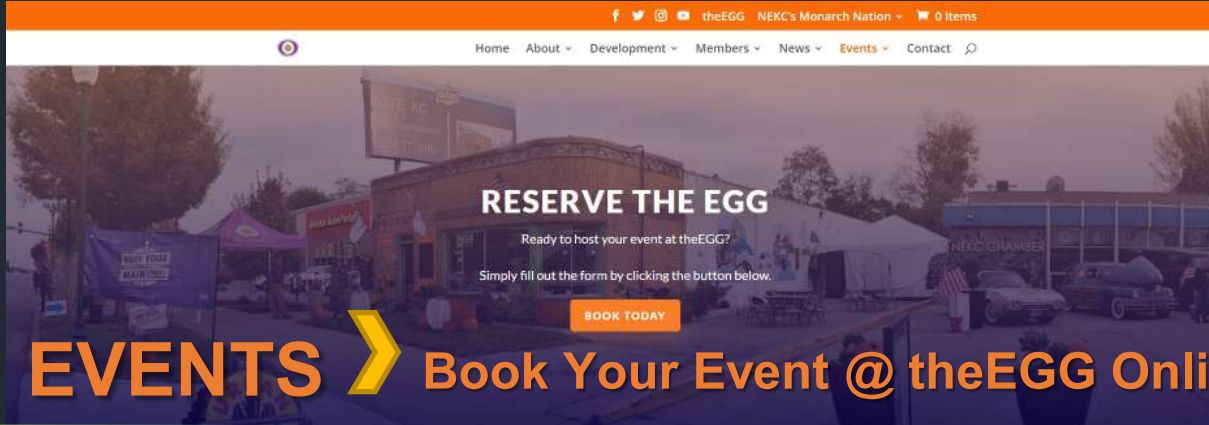 theEGG NEKC's Monarch Nation 0 Items
Home About Development Members News Events Contact
RESERVE THE EGG
Ready to host your event at theEGG?
Simply fill out the form by clicking the button below.
BOOK TODAY
NEKC CHAMBER
EVENTS Book Your Event @ theEGG Onli